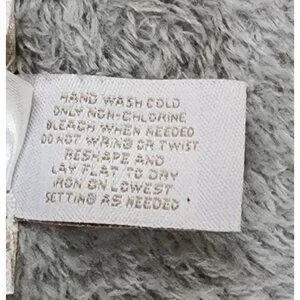 HAND WASH COLD
ONLY NON-CHLORINE
BLEACH WHEN NEEDED
DO NOT WRING OR TWIST
RESHAPE AND
LAY FLAT TO DRY
IRON ON LOWEST
SETTING AS NEEDED